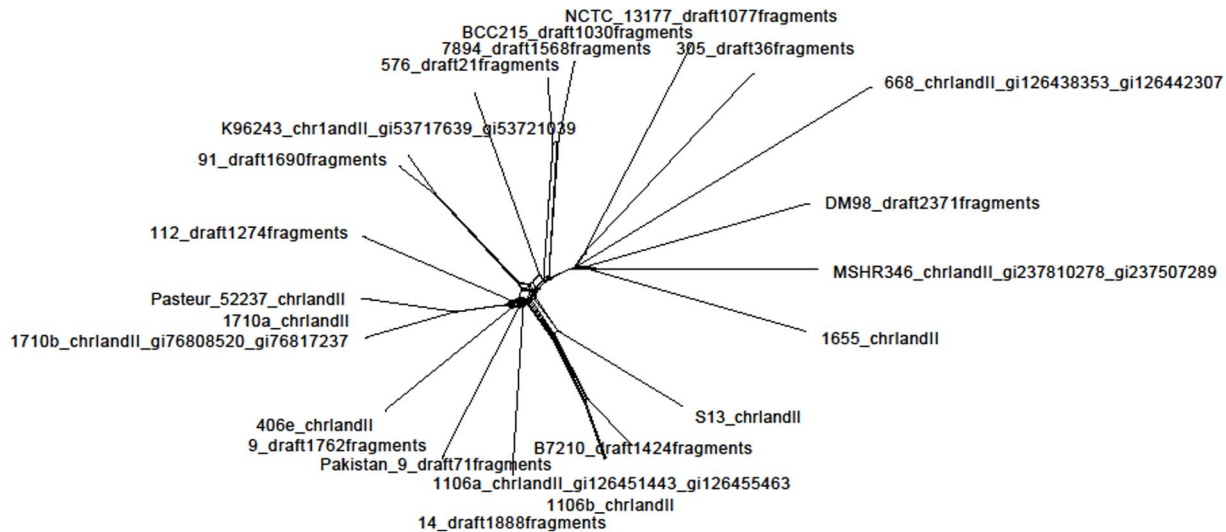 NCTC_13177_draft1077fragments
BCC215_draft1030fragments
7894_draft1568fragments
305_draft36fragments
576_draft21fragments
668_chrIandII_gi126438353_gi126442307
K96243_chr1andII_gi53717639_gi53721039
91_draft1690fragments
DM98_draft2371fragments
112_draft1274fragments
MSHR346_chrIandII_gi237810278_gi237507289
Pasteur_52237_chrIandII
1710a_chrIandII
1710b_chrIandII_gi76808520_gi76817237
1655_chrIandII
S13_chrIandII
406e_chrIandII
9_draft1762fragments
B7210_draft1424fragments
Pakistan_9_draft71fragments
1106a_chrIandII_gi126451443_gi126455463
1106b_chrIandII
14_draft1888fragments